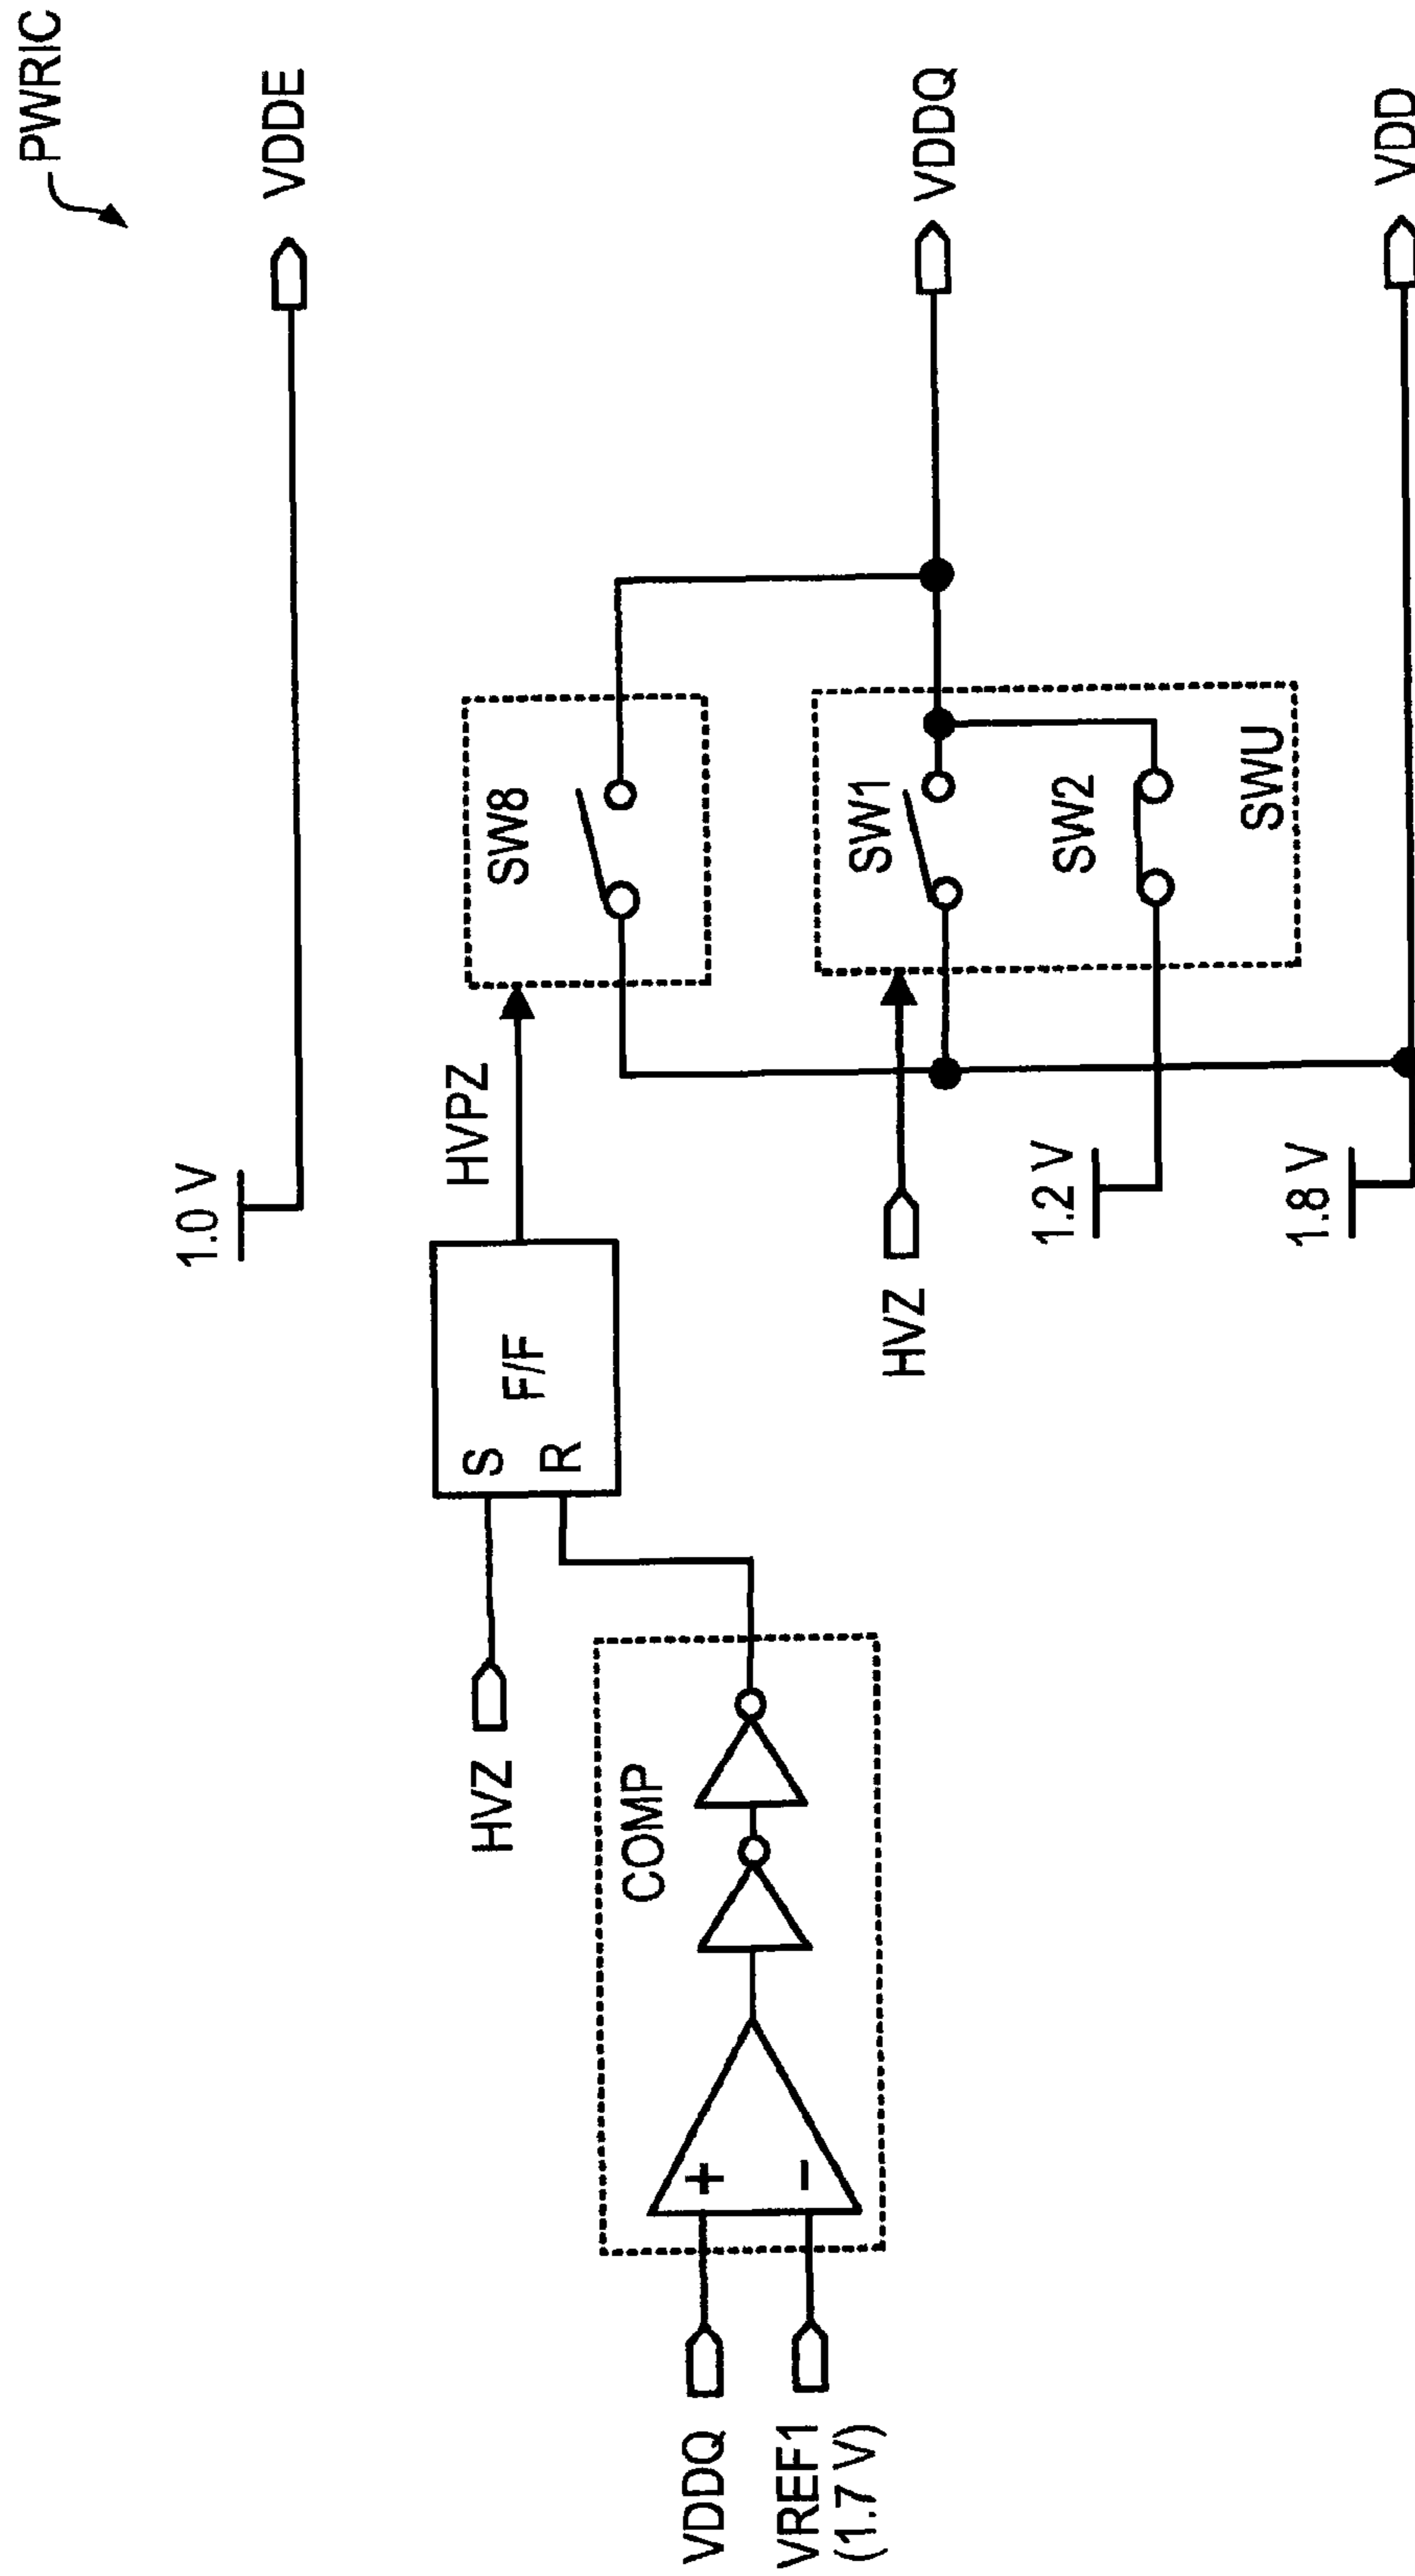 PWRIC
1.0 V
VDDE
HVZ
S
R
F/F
HVPZ
SW8
VDDQ
VREF1
(1.7 V)
+
−
COMP
HVZ
SW1
SW2
SWU
VDDQ
1.2 V
1.8 V
VDD